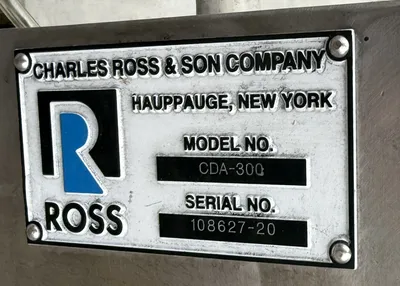 CHARLES ROSS & SON COMPANY
HAUPPAUGE, NEW YORK
MODEL NO.
CDA-300
SERIAL NO.
108627-20
R
ROSS